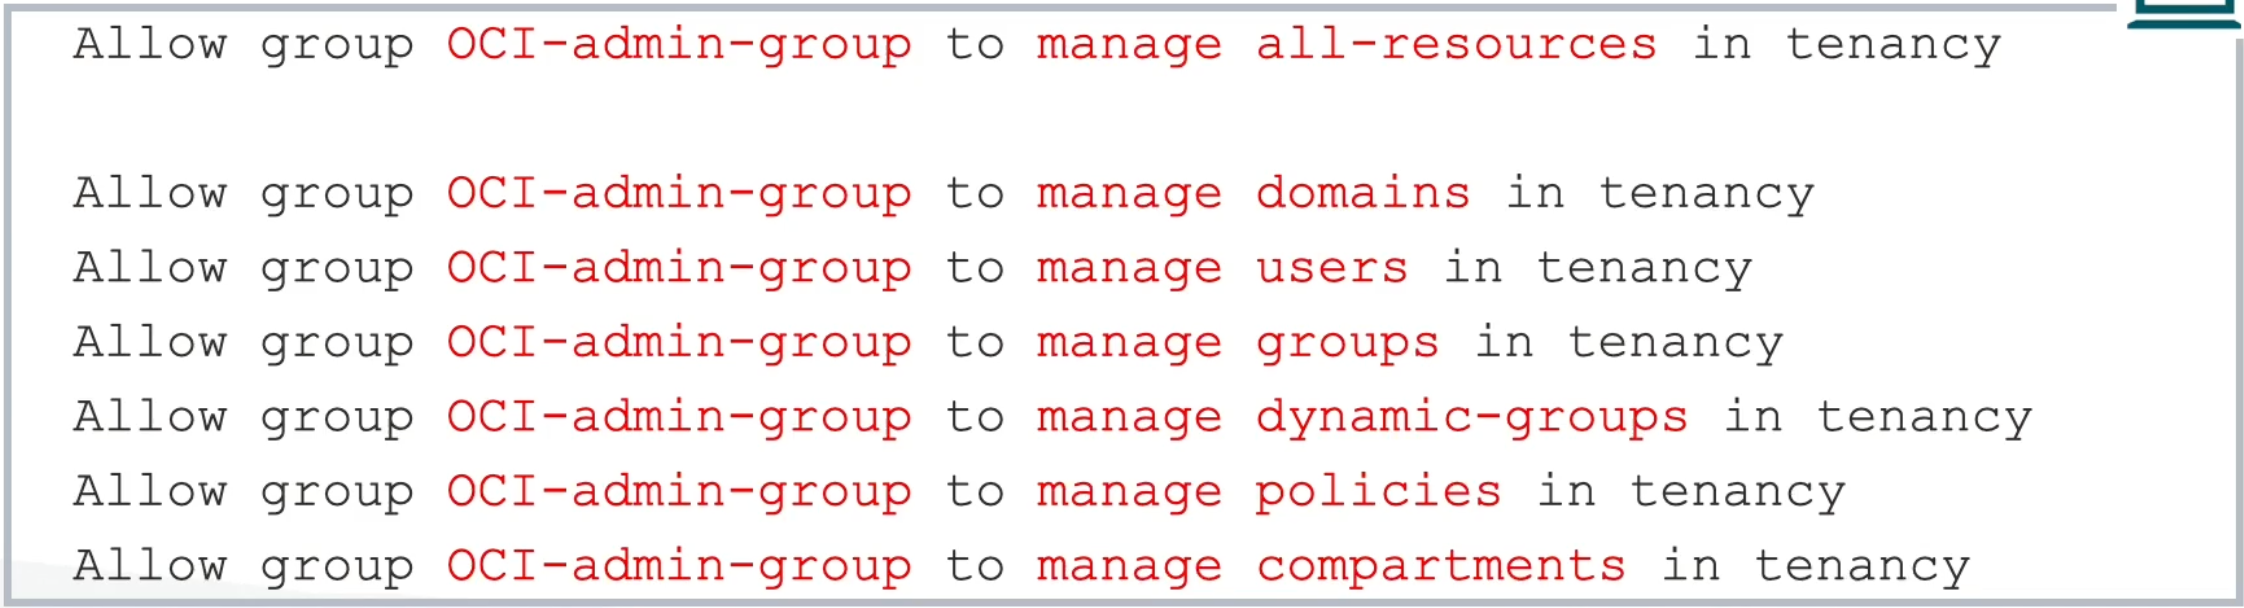 Allow group OCI-admin-group to manage all-resources in tenancy
Allow group OCI-admin-group to manage domains in tenancy
Allow group OCI-admin-group to manage users in tenancy
Allow group OCI-admin-group to manage groups in tenancy
Allow group OCI-admin-group to manage dynamic-groups in tenancy
Allow group OCI-admin-group to manage policies in tenancy
Allow group OCI-admin-group to manage compartments in tenancy